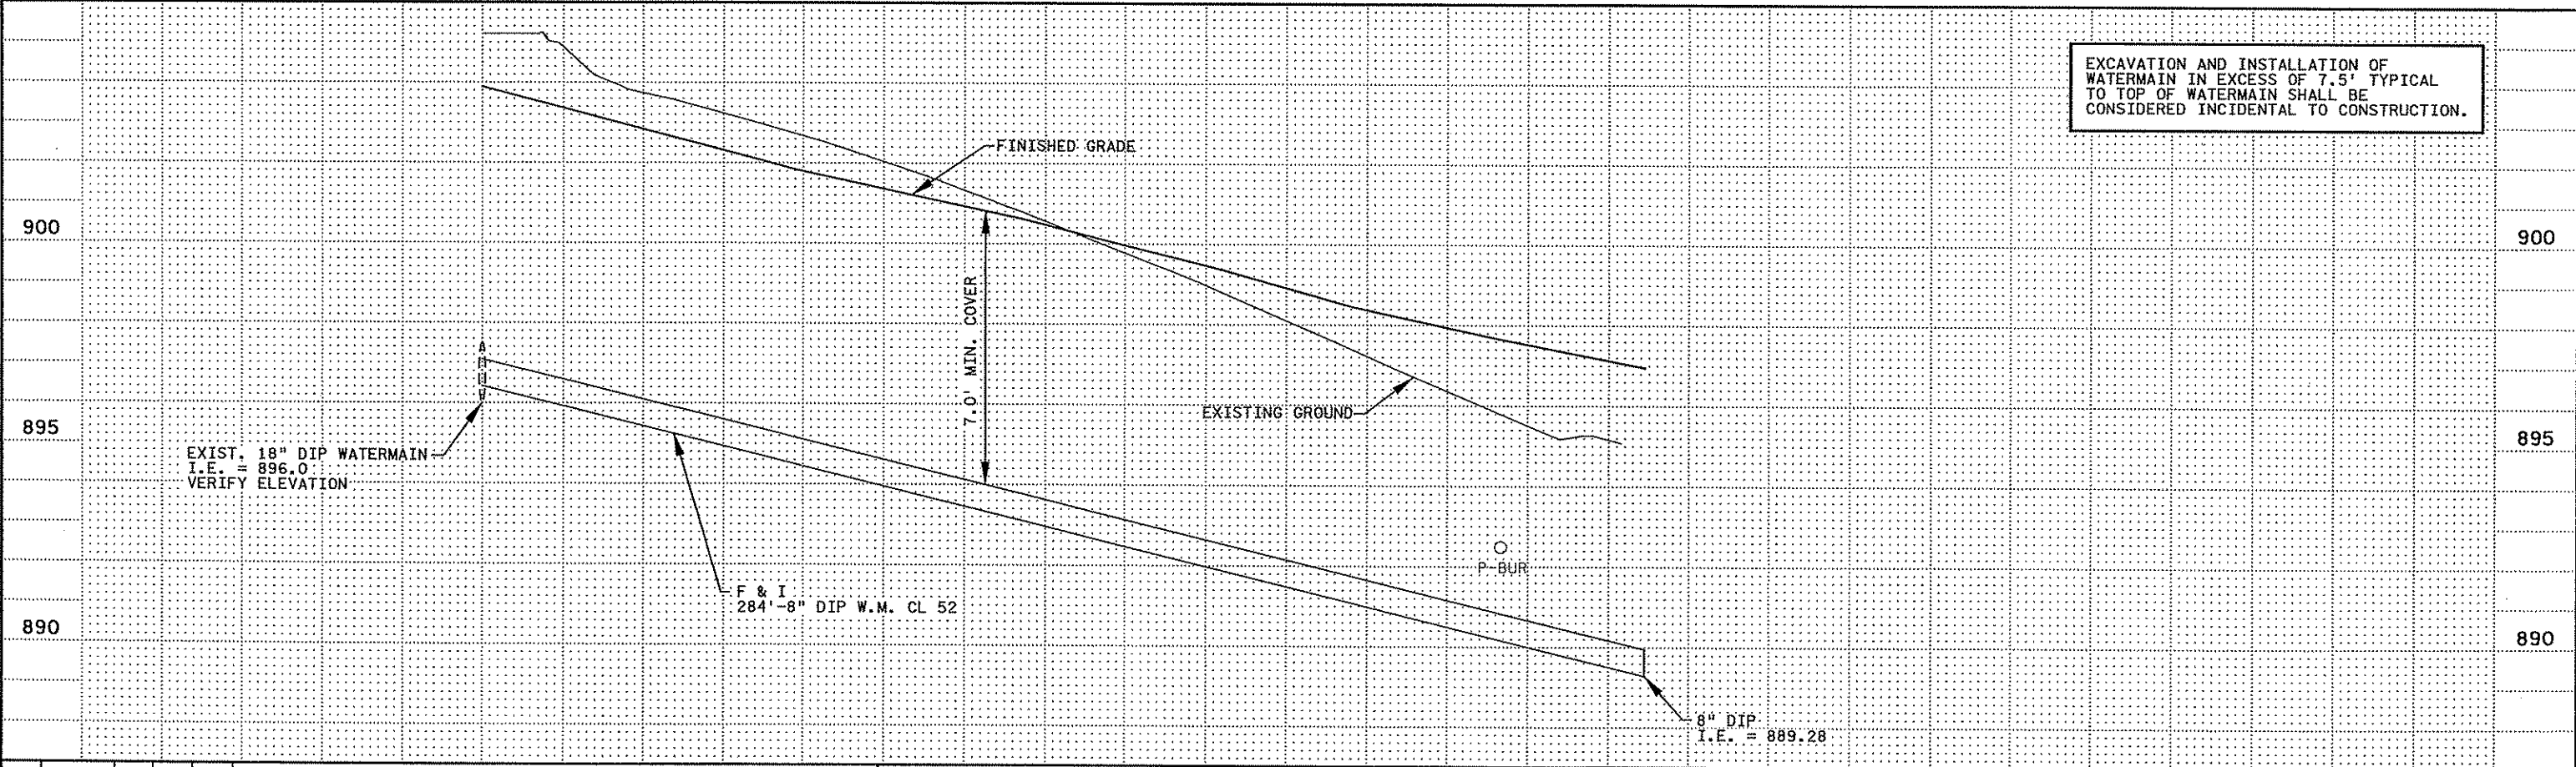 EXCAVATION AND INSTALLATION OF
WATERMAIN IN EXCESS OF 7.5' TYPICAL
TO TOP OF WATERMAIN SHALL BE
CONSIDERED INCIDENTAL TO CONSTRUCTION.
FINISHED GRADE
900
900
7.0' MIN. COVER
EXISTING GROUND
895
895
EXIST. 18" DIP WATERMAIN
I.E. = 896.0
VERIFY ELEVATION
P-BUR
F & I
284'-8" DIP W.M. CL 52
890
890
8" DIP
I.E. = 889.28